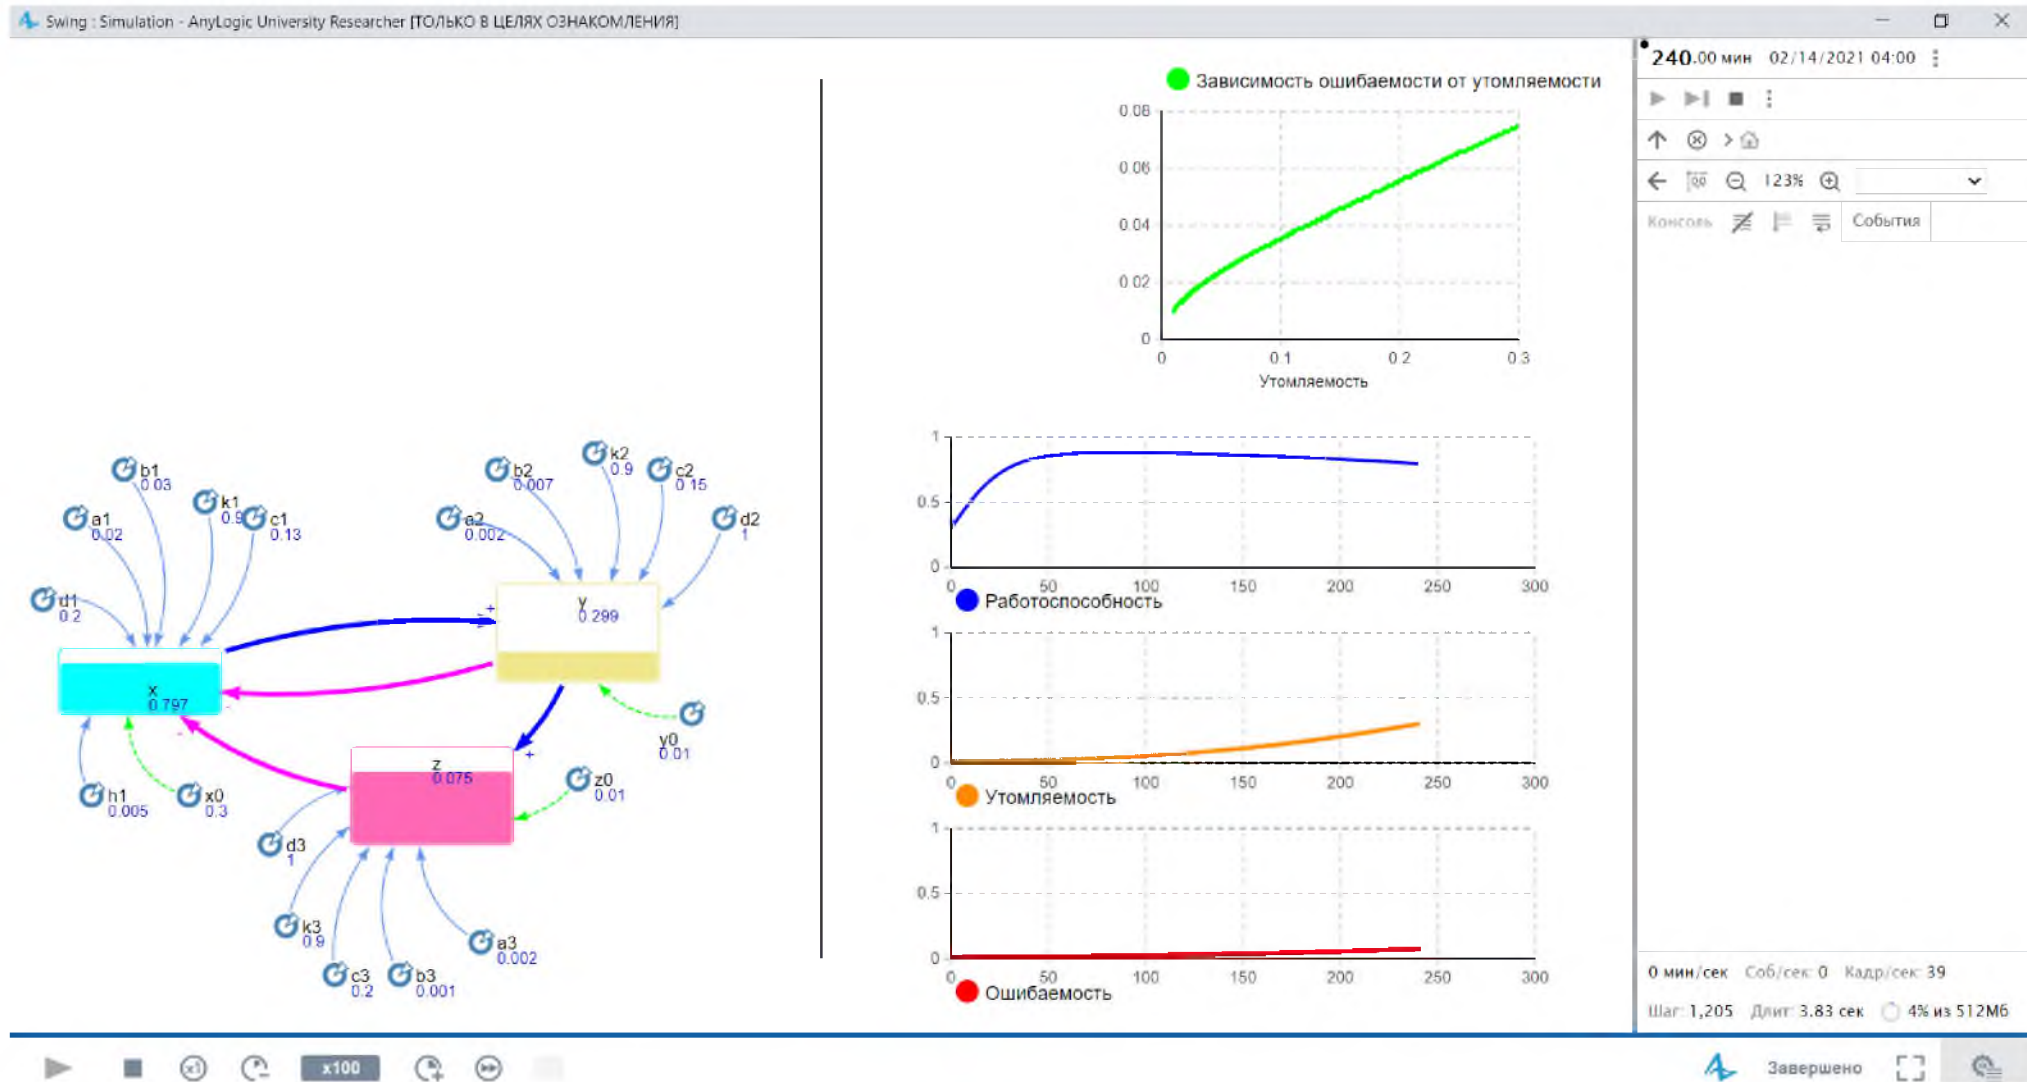 Swing : Simulation - AnyLogic University Researcher [ТОЛЬКО В ЦЕЛЯХ ОЗНАКОМЛЕНИЯ]
240.00 мин 02/14/2021 04:00
123%
Консоль События
Зависимость ошибаемости от утомляемости
0.08
0.06
0.04
0.02
0
0 0.1 0.2 0.3
Утомляемость
b1
0.03
a1
0.02
k1
0.9
c1
0.13
d1
0.2
x
0.797
h1
0.005
x0
0.3
b2
0.007
k2
0.9
c2
0.15
a2
0.002
d2
1
y
0.299
y0
0.01
z
0.075
z0
0.01
d3
1
k3
0.9
c3
0.2
b3
0.001
a3
0.002
+
-
-
-
+
1
0.5
0
0 50 100 150 200 250 300
Работоспособность
1
0.5
0
0 50 100 150 200 250 300
Утомляемость
1
0.5
0
0 50 100 150 200 250 300
Ошибаемость
0 мин/сек Соб/сек: 0 Кадр/сек: 39
Шаг: 1,205 Длит: 3.83 сек 4% из 512Мб
x1 x100 Завершено